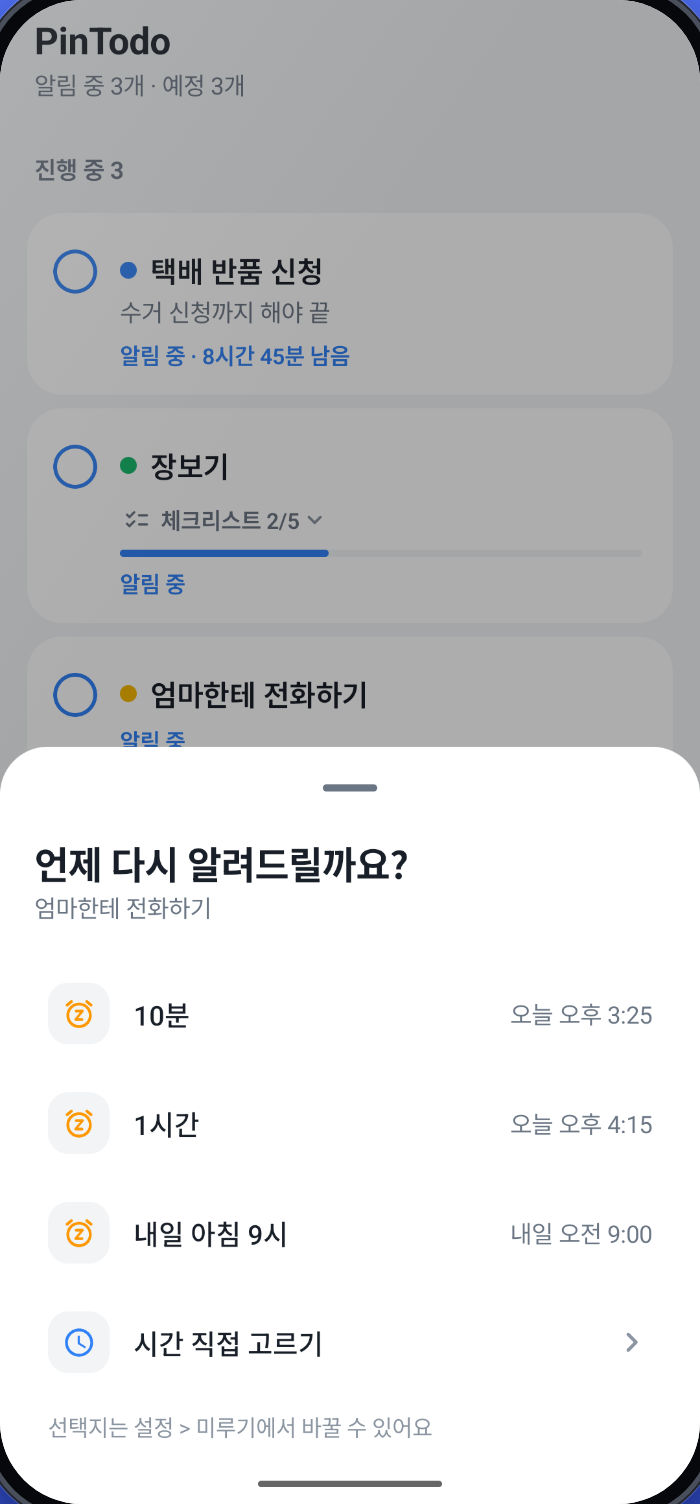 PinTodo
알림 중 3개 · 예정 3개
진행 중 3
택배 반품 신청
수거 신청까지 해야 끝
알림 중 · 8시간 45분 남음
장보기
체크리스트 2/5
알림 중
엄마한테 전화하기
알림 중
언제 다시 알려드릴까요?
엄마한테 전화하기
10분 오늘 오후 3:25
1시간 오늘 오후 4:15
내일 아침 9시 내일 오전 9:00
시간 직접 고르기
선택지는 설정 > 미루기에서 바꿀 수 있어요